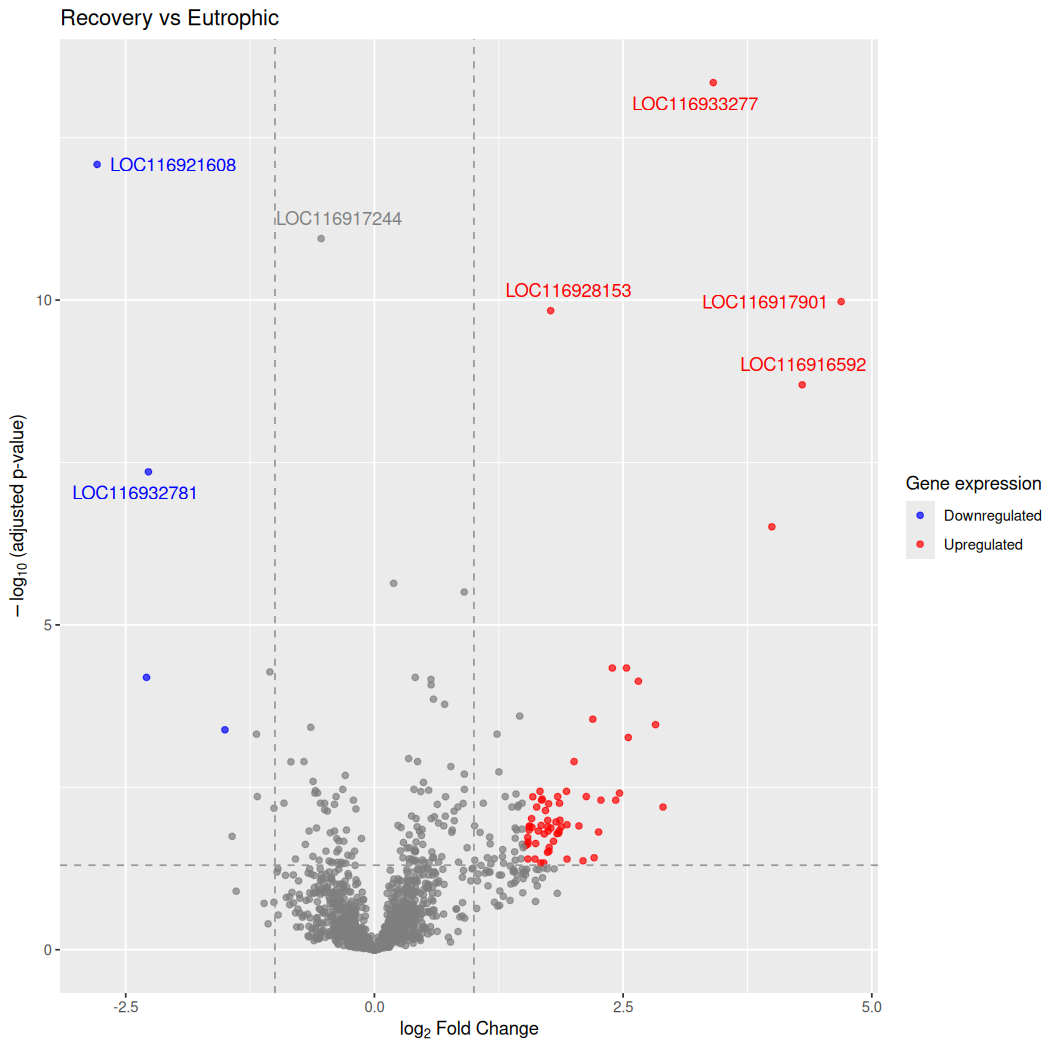 Recovery vs Eutrophic
LOC116933277
LOC116921608
LOC116917244
LOC116928153
LOC116917901
LOC116916592
LOC116932781
10
5
0
-2.5
0.0
2.5
5.0
log2 Fold Change
− log10 (adjusted p-value)
Gene expression
Downregulated
Upregulated